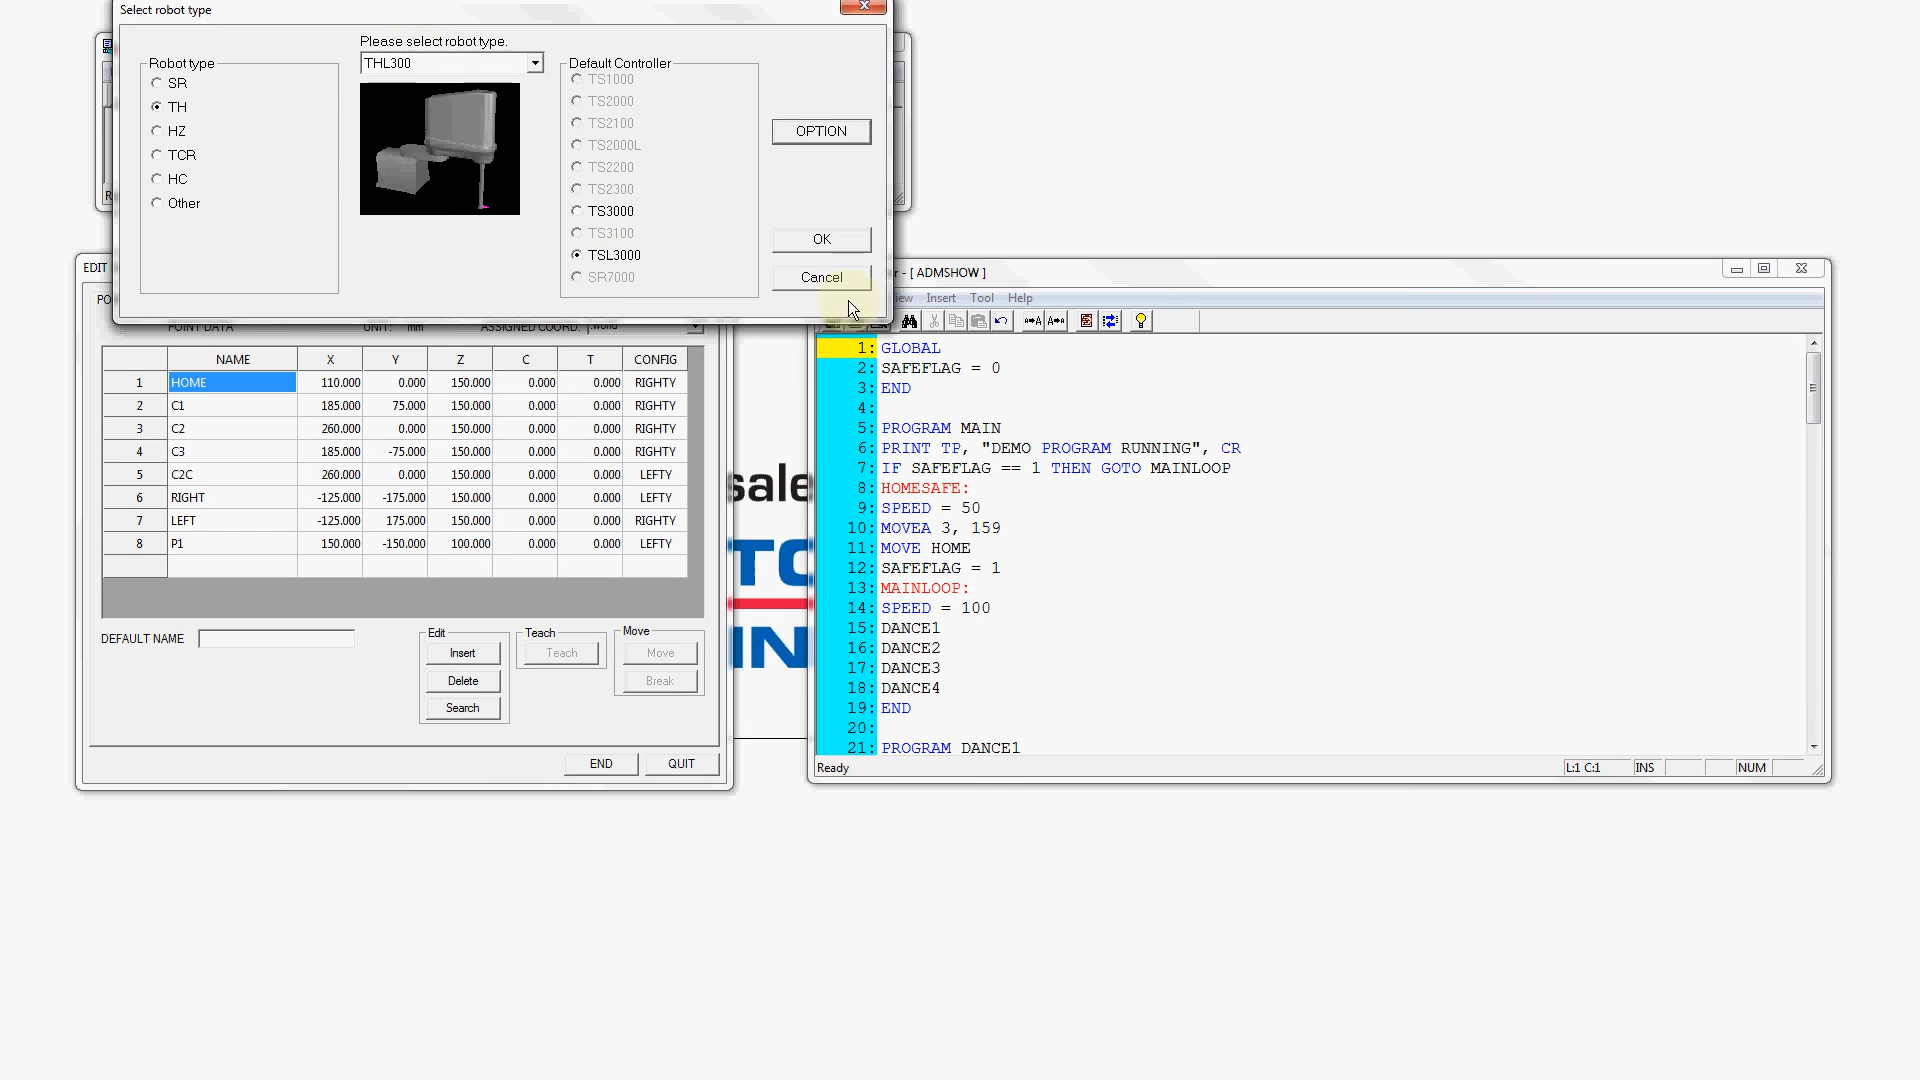 Select robot type
Please select robot type.
Robot type
THL300
Default Controller
SR
TH
HZ
TCR
HC
Other
TS1000
TS2000
TS2100
TS2000L
TS2200
TS2300
TS3000
TS3100
TSL3000
SR7000
OPTION
OK
Cancel
EDIT
PO
POINT DATA
UNIT: mm
ASSIGNED COORD. .world
NAME X Y Z C T CONFIG
1 HOME 110.000 0.000 150.000 0.000 0.000 RIGHTY
2 C1 185.000 75.000 150.000 0.000 0.000 RIGHTY
3 C2 260.000 0.000 150.000 0.000 0.000 RIGHTY
4 C3 185.000 -75.000 150.000 0.000 0.000 RIGHTY
5 C2C 260.000 0.000 150.000 0.000 0.000 LEFTY
6 RIGHT -125.000 -175.000 150.000 0.000 0.000 LEFTY
7 LEFT -125.000 175.000 150.000 0.000 0.000 RIGHTY
8 P1 150.000 -150.000 100.000 0.000 0.000 LEFTY
DEFAULT NAME
Edit
Insert
Delete
Search
Teach
Teach
Move
Move
Break
END
QUIT
sale
TO
IN
r - [ ADMSHOW ]
iew Insert Tool Help
1: GLOBAL
2: SAFEFLAG = 0
3: END
4:
5: PROGRAM MAIN
6: PRINT TP, "DEMO PROGRAM RUNNING", CR
7: IF SAFEFLAG == 1 THEN GOTO MAINLOOP
8: HOMESAFE:
9: SPEED = 50
10: MOVEA 3, 159
11: MOVE HOME
12: SAFEFLAG = 1
13: MAINLOOP:
14: SPEED = 100
15: DANCE1
16: DANCE2
17: DANCE3
18: DANCE4
19: END
20:
21: PROGRAM DANCE1
Ready
L:1 C:1
INS
NUM